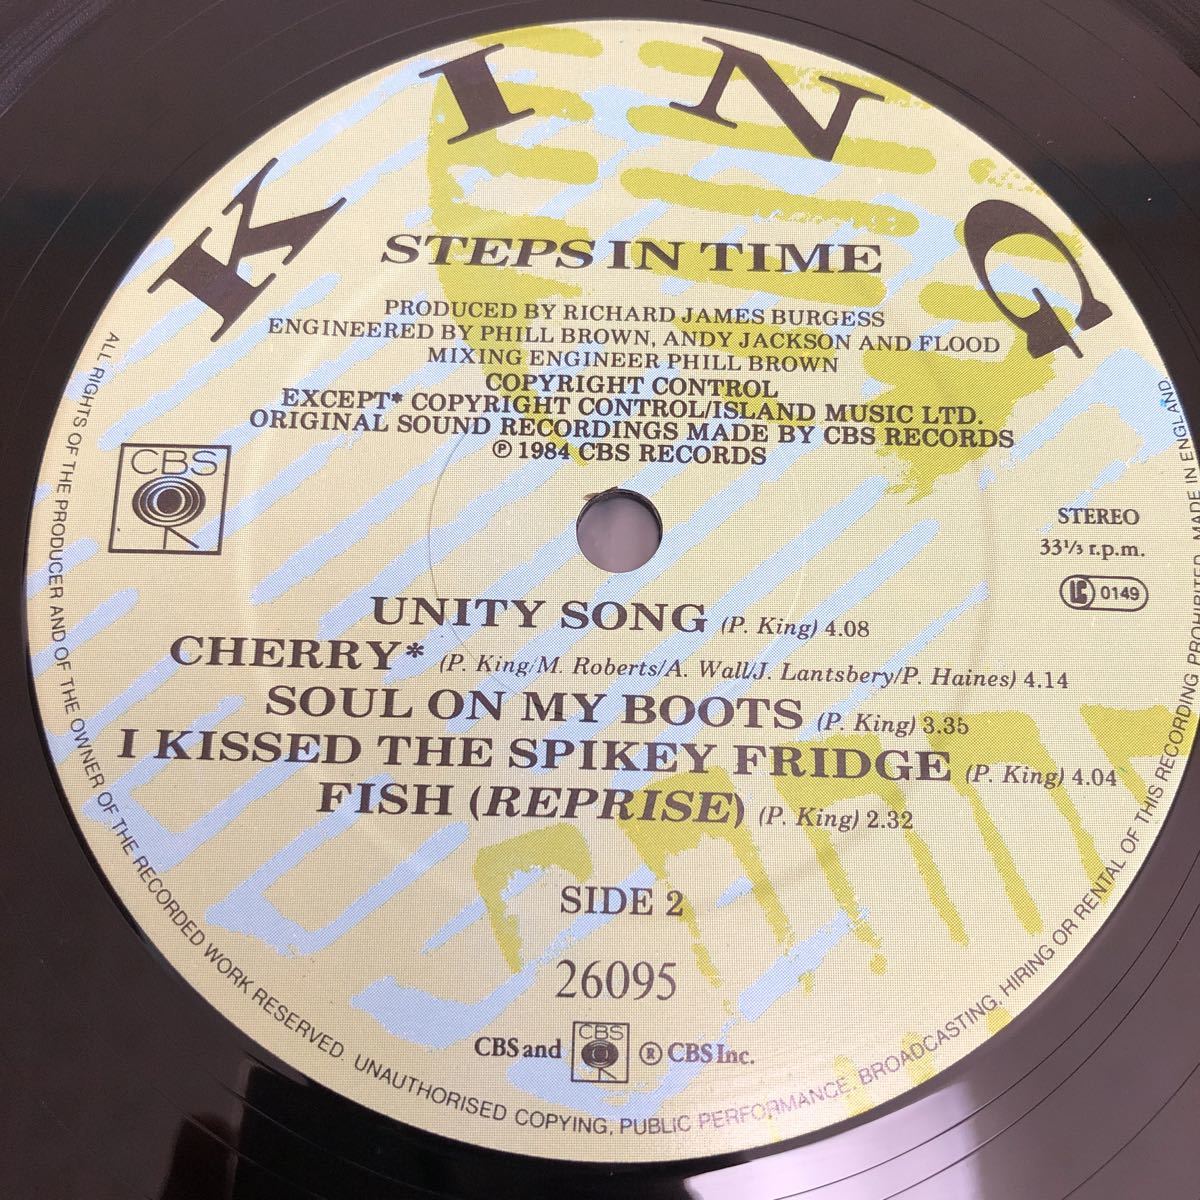 KING
STEPS IN TIME
PRODUCED BY RICHARD JAMES BURGESS
ENGINEERED BY PHILL BROWN, ANDY JACKSON AND FLOOD
MIXING ENGINEER PHILL BROWN
COPYRIGHT CONTROL
EXCEPT* COPYRIGHT CONTROL/ISLAND MUSIC LTD.
ORIGINAL SOUND RECORDINGS MADE BY CBS RECORDS
℗ 1984 CBS RECORDS
CBS
STEREO
33⅓ r.p.m.
LC 0149
UNITY SONG (P. King) 4.08
CHERRY* (P. King/M. Roberts/A. Wall/J. Lantsbery/P. Haines) 4.14
SOUL ON MY BOOTS (P. King) 3.35
I KISSED THE SPIKEY FRIDGE (P. King) 4.04
FISH (REPRISE) (P. King) 2.32
SIDE 2
26095
CBS and CBS ® CBS Inc.
ALL RIGHTS OF THE PRODUCER AND OF THE OWNER OF THE RECORDED WORK RESERVED. UNAUTHORISED COPYING, PUBLIC PERFORMANCE, BROADCASTING, HIRING OR RENTAL OF THIS RECORDING PROHIBITED. MADE IN ENGLAND